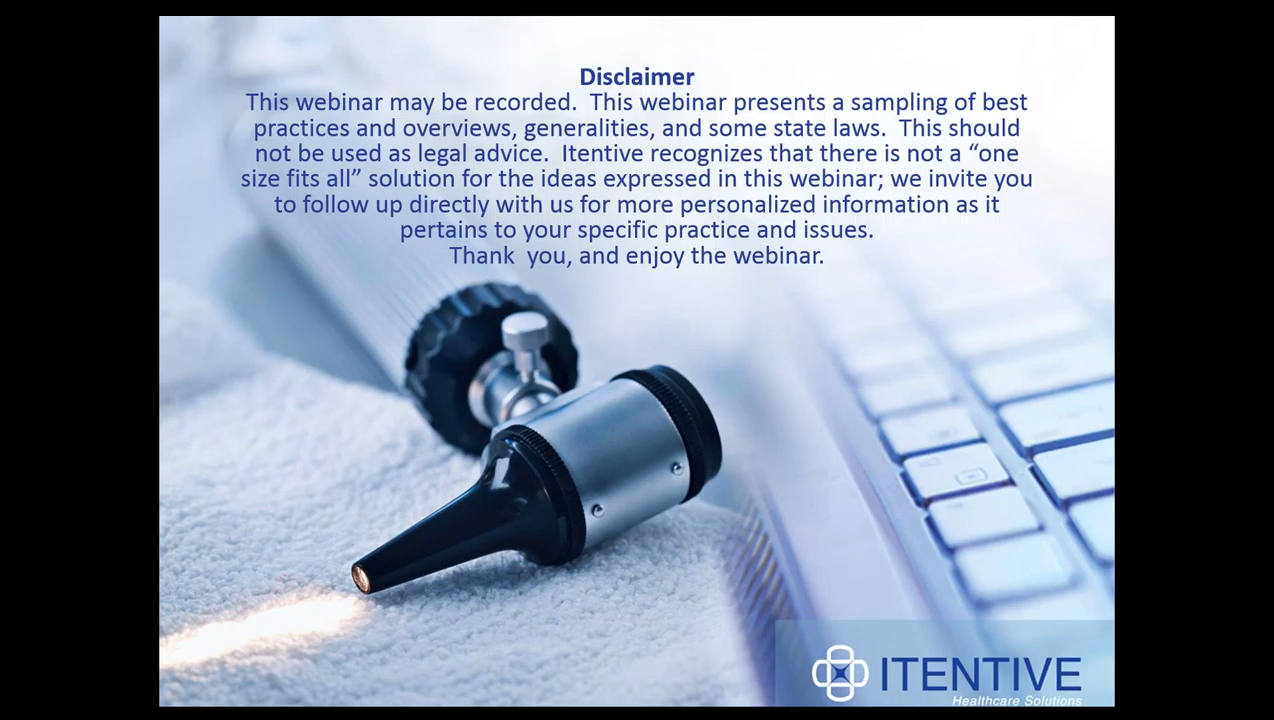 Disclaimer
This webinar may be recorded.  This webinar presents a sampling of best
practices and overviews, generalities, and some state laws.  This should
not be used as legal advice.  Itentive recognizes that there is not a “one
size fits all” solution for the ideas expressed in this webinar; we invite you
to follow up directly with us for more personalized information as it
pertains to your specific practice and issues.
Thank  you, and enjoy the webinar.
ITENTIVE
Healthcare Solutions